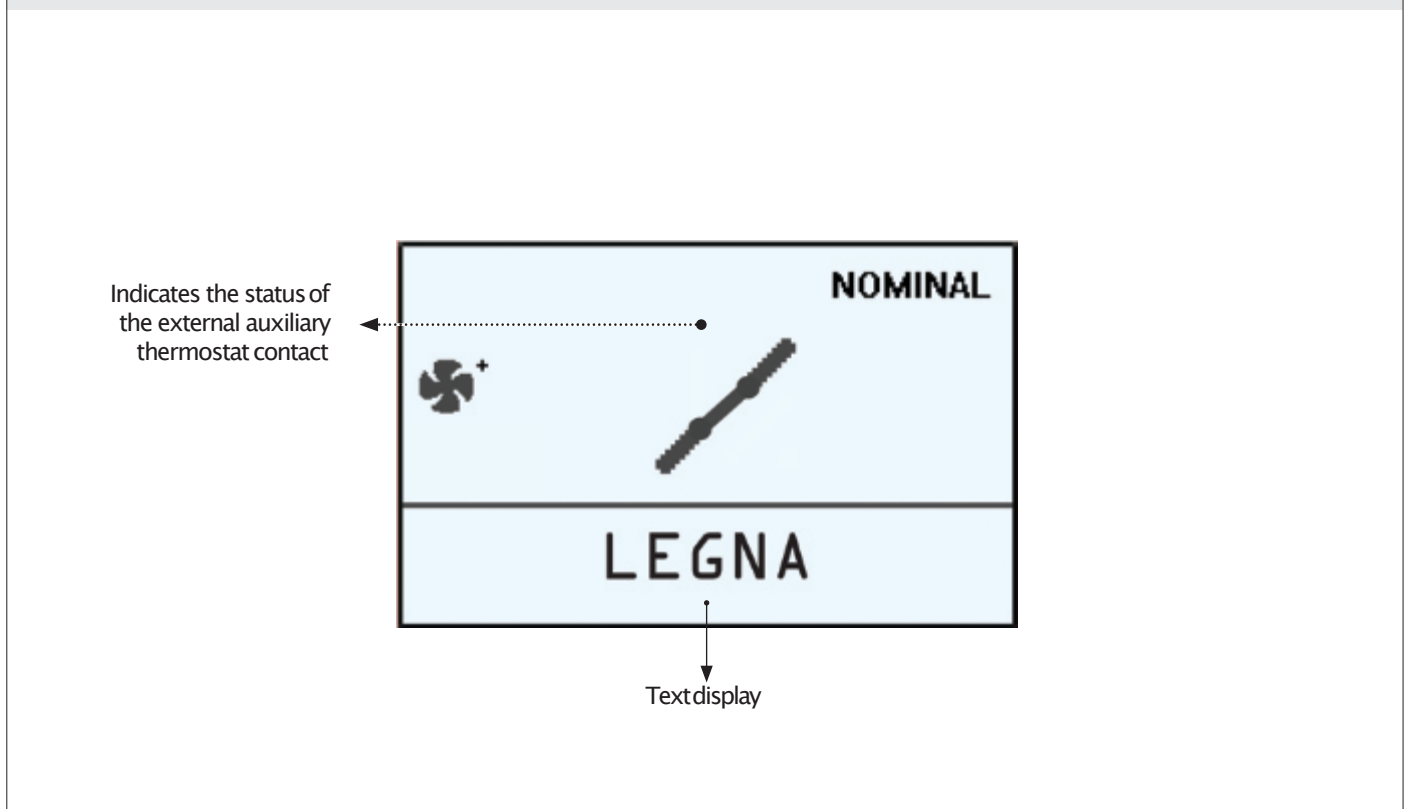 NOMINAL
Indicates the status of
the external auxiliary
thermostat contact
+
LEGNA
Text display